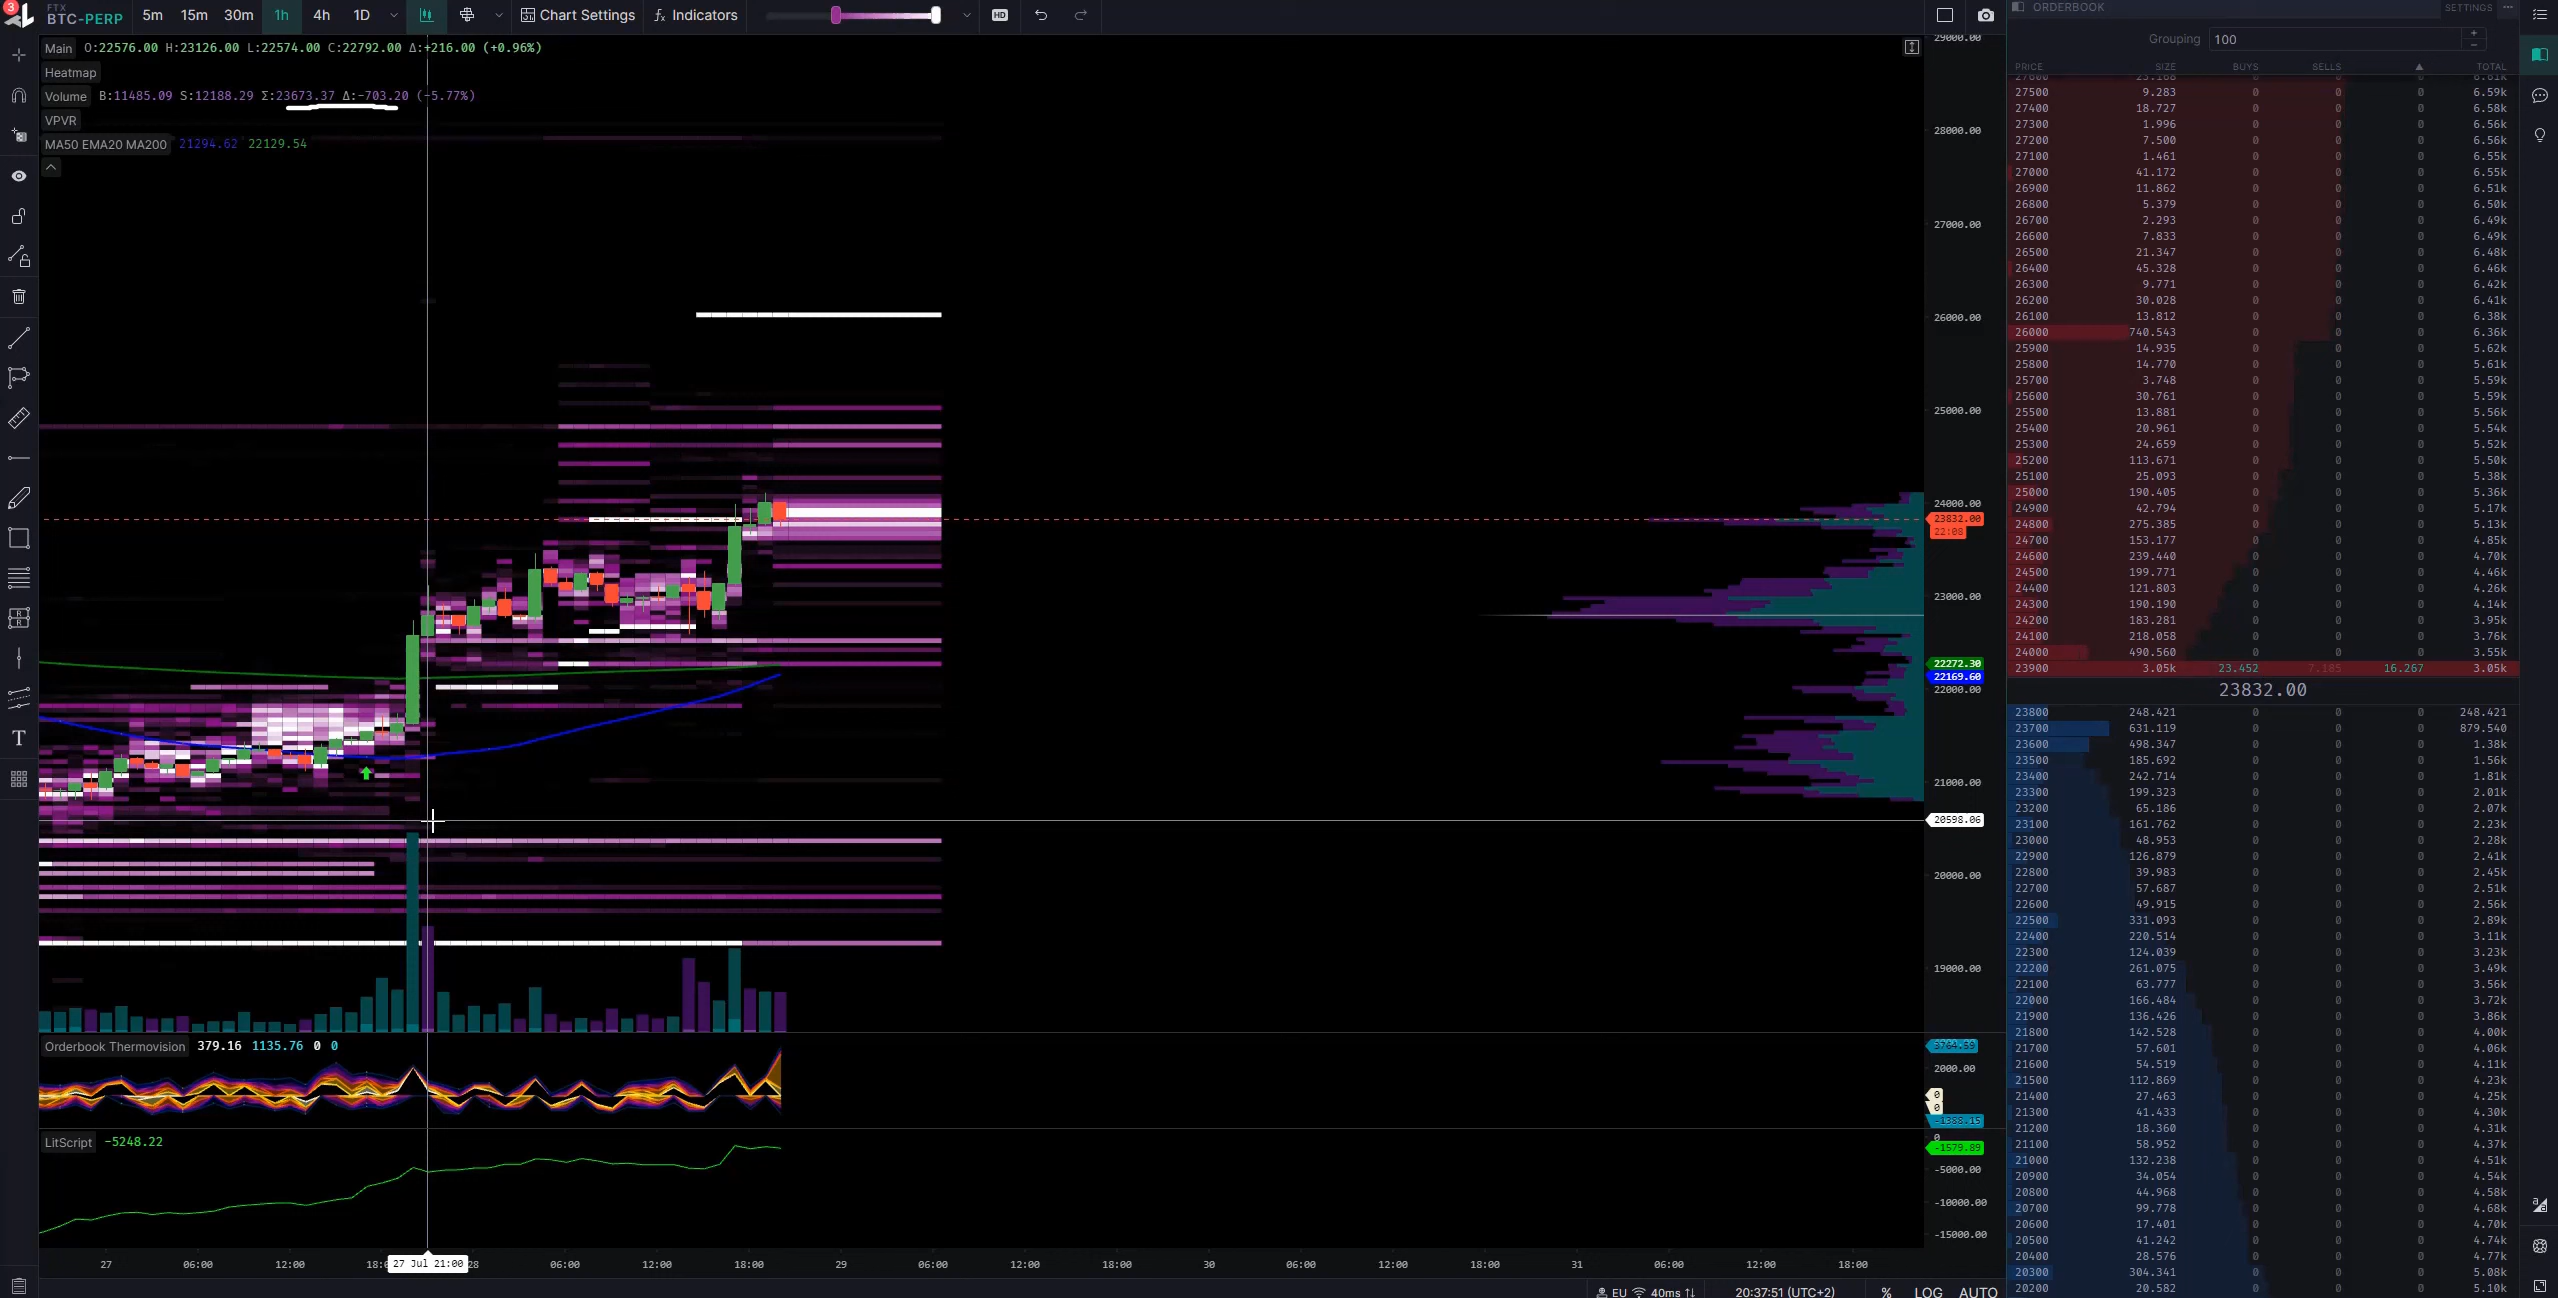 3
FTX
BTC-PERP 5m 15m 30m 1h 4h 1D Chart Settings Indicators HD
Main O:22576.00 H:23126.00 L:22574.00 C:22792.00 Δ:+216.00 (+0.96%)
Heatmap
Volume B:11485.09 S:12188.29 Σ:23673.37 Δ:-703.20 (-5.77%)
VPVR
MA50 EMA20 MA200 21294.62 22129.54
29000.00
28000.00
27000.00
26000.00
25000.00
24000.00
23832.00
22:08
23000.00
22272.30
22169.60
22000.00
21000.00
20598.06
20000.00
19000.00
Orderbook Thermovision 379.16 1135.76 0 0
3764.59
2000.00
0
0
-1388.15
LitScript -5248.22
0
-1579.89
-5000.00
-10000.00
-15000.00
27 06:00 12:00 18:0 27 Jul 21:00 28 06:00 12:00 18:00 29 06:00 12:00 18:00 30 06:00 12:00 18:00 31 06:00 12:00 18:00
EU 40ms 20:37:51 (UTC+2) % LOG AUTO
ORDERBOOK SETTINGS
Grouping 100
PRICE SIZE BUYS SELLS ▲ TOTAL
27600 23.168 0 0 0 6.61k
27500 9.283 0 0 0 6.59k
27400 18.727 0 0 0 6.58k
27300 1.996 0 0 0 6.56k
27200 7.500 0 0 0 6.56k
27100 1.461 0 0 0 6.55k
27000 41.172 0 0 0 6.55k
26900 11.862 0 0 0 6.51k
26800 5.379 0 0 0 6.50k
26700 2.293 0 0 0 6.49k
26600 7.833 0 0 0 6.49k
26500 21.347 0 0 0 6.48k
26400 45.328 0 0 0 6.46k
26300 9.771 0 0 0 6.42k
26200 30.028 0 0 0 6.41k
26100 13.812 0 0 0 6.38k
26000 740.543 0 0 0 6.36k
25900 14.935 0 0 0 5.62k
25800 14.770 0 0 0 5.61k
25700 3.748 0 0 0 5.59k
25600 30.761 0 0 0 5.59k
25500 13.881 0 0 0 5.56k
25400 20.961 0 0 0 5.54k
25300 24.659 0 0 0 5.52k
25200 113.671 0 0 0 5.50k
25100 25.093 0 0 0 5.38k
25000 190.405 0 0 0 5.36k
24900 42.794 0 0 0 5.17k
24800 275.385 0 0 0 5.13k
24700 153.177 0 0 0 4.85k
24600 239.440 0 0 0 4.70k
24500 199.771 0 0 0 4.46k
24400 121.803 0 0 0 4.26k
24300 190.190 0 0 0 4.14k
24200 183.281 0 0 0 3.95k
24100 218.058 0 0 0 3.76k
24000 490.560 0 0 0 3.55k
23900 3.05k 23.452 7.185 16.267 3.05k
23832.00
23800 248.421 0 0 0 248.421
23700 631.119 0 0 0 879.540
23600 498.347 0 0 0 1.38k
23500 185.692 0 0 0 1.56k
23400 242.714 0 0 0 1.81k
23300 199.323 0 0 0 2.01k
23200 65.186 0 0 0 2.07k
23100 161.762 0 0 0 2.23k
23000 48.953 0 0 0 2.28k
22900 126.879 0 0 0 2.41k
22800 39.983 0 0 0 2.45k
22700 57.687 0 0 0 2.51k
22600 49.915 0 0 0 2.56k
22500 331.093 0 0 0 2.89k
22400 220.514 0 0 0 3.11k
22300 124.039 0 0 0 3.23k
22200 261.075 0 0 0 3.49k
22100 63.777 0 0 0 3.56k
22000 166.484 0 0 0 3.72k
21900 136.426 0 0 0 3.86k
21800 142.528 0 0 0 4.00k
21700 57.601 0 0 0 4.06k
21600 54.519 0 0 0 4.11k
21500 112.869 0 0 0 4.23k
21400 27.463 0 0 0 4.25k
21300 41.433 0 0 0 4.30k
21200 18.360 0 0 0 4.31k
21100 58.952 0 0 0 4.37k
21000 132.238 0 0 0 4.51k
20900 34.054 0 0 0 4.54k
20800 44.968 0 0 0 4.58k
20700 99.778 0 0 0 4.68k
20600 17.401 0 0 0 4.70k
20500 41.242 0 0 0 4.74k
20400 28.576 0 0 0 4.77k
20300 304.341 0 0 0 5.08k
20200 20.582 0 0 0 5.10k